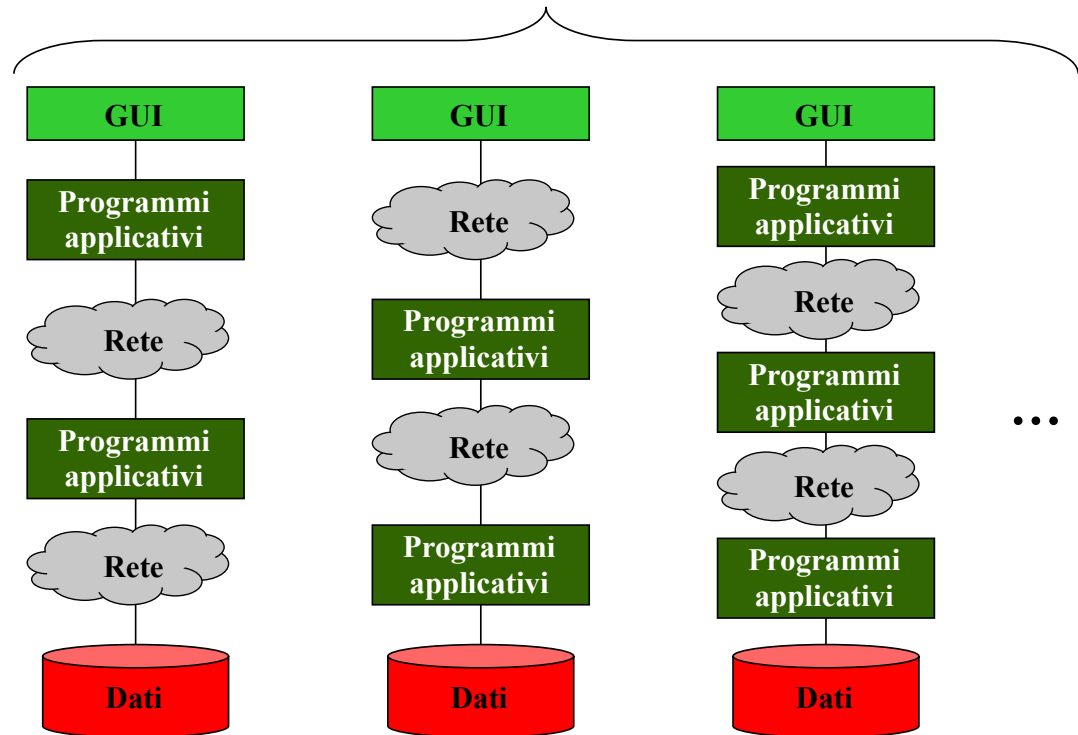 GUI
Programmi
applicativi
Rete
Programmi
applicativi
Rete
Dati
GUI
Rete
Programmi
applicativi
Rete
Programmi
applicativi
Dati
GUI
Programmi
applicativi
Rete
Programmi
applicativi
Rete
Programmi
applicativi
Dati
...